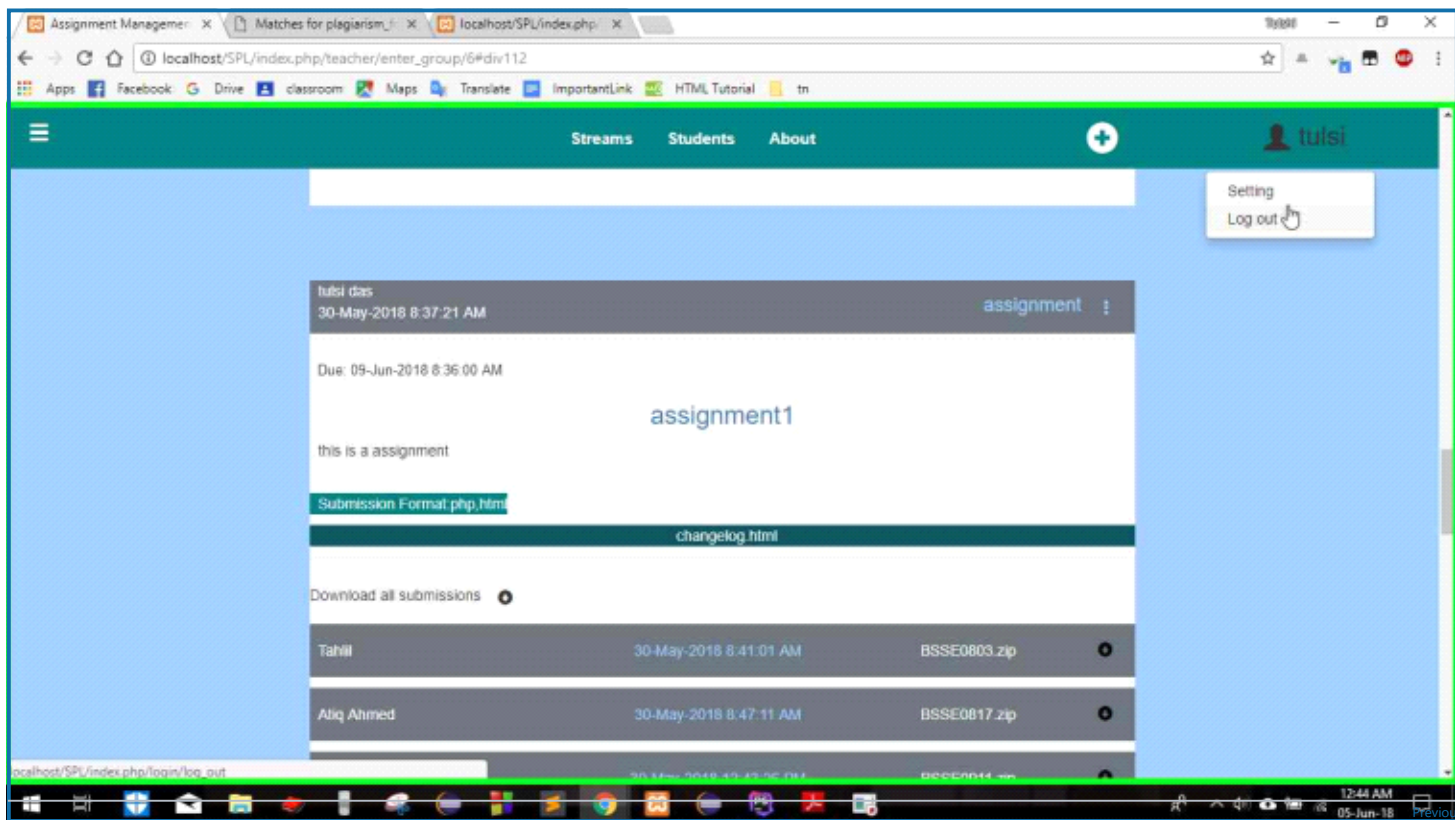 Assignment Managemer
Matches for plagiarism_f
localhost/SPL/index.php
localhost/SPL/index.php/teacher/enter_group/6#div112
Apps Facebook Drive classroom Maps Translate ImportantLink HTML Tutorial tn
Streams Students About tulsi
Setting
Log out
tulsi das
30-May-2018 8:37:21 AM
assignment
Due: 09-Jun-2018 8:36:00 AM
assignment1
this is a assignment
Submission Format:php,html
changelog.html
Download all submissions
Tahlil 30-May-2018 8:41:01 AM BSSE0803.zip
Atiq Ahmed 30-May-2018 8:47:11 AM BSSE0817.zip
ocalhost/SPL/index.php/login/log_out
12:44 AM
05-Jun-18
Previou